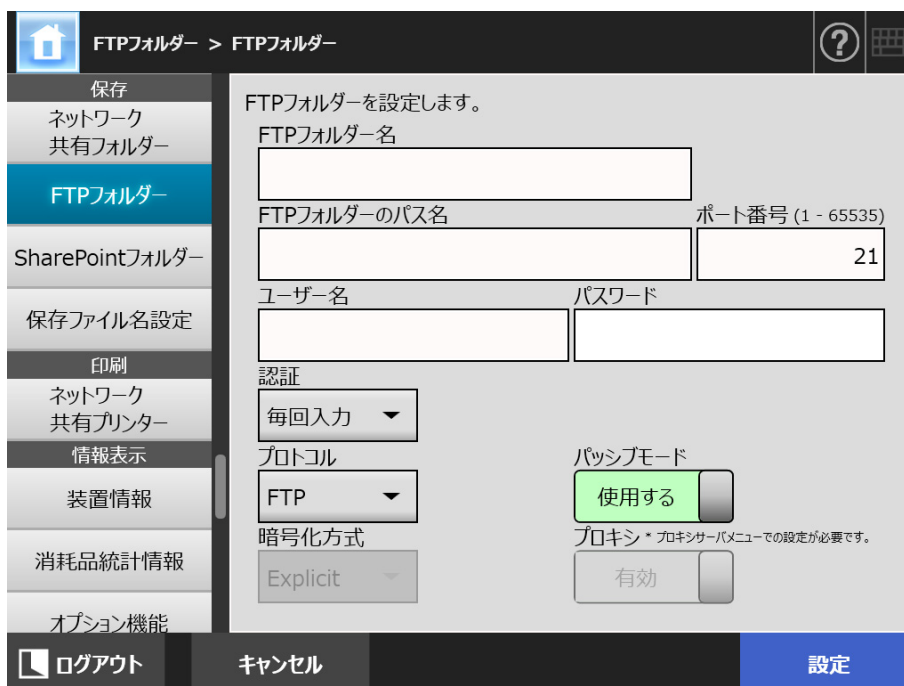 FTPフォルダー > FTPフォルダー
?
保存
ネットワーク
共有フォルダー
FTPフォルダー
SharePointフォルダー
保存ファイル名設定
印刷
ネットワーク
共有プリンター
情報表示
装置情報
消耗品統計情報
オプション機能
FTPフォルダーを設定します。
FTPフォルダー名
FTPフォルダーのパス名
ポート番号 (1 - 65535)
21
ユーザー名
パスワード
認証
毎回入力
プロトコル
パッシブモード
FTP
使用する
暗号化方式
プロキシ * プロキシサーバメニューでの設定が必要です。
Explicit
有効
ログアウト
キャンセル
設定